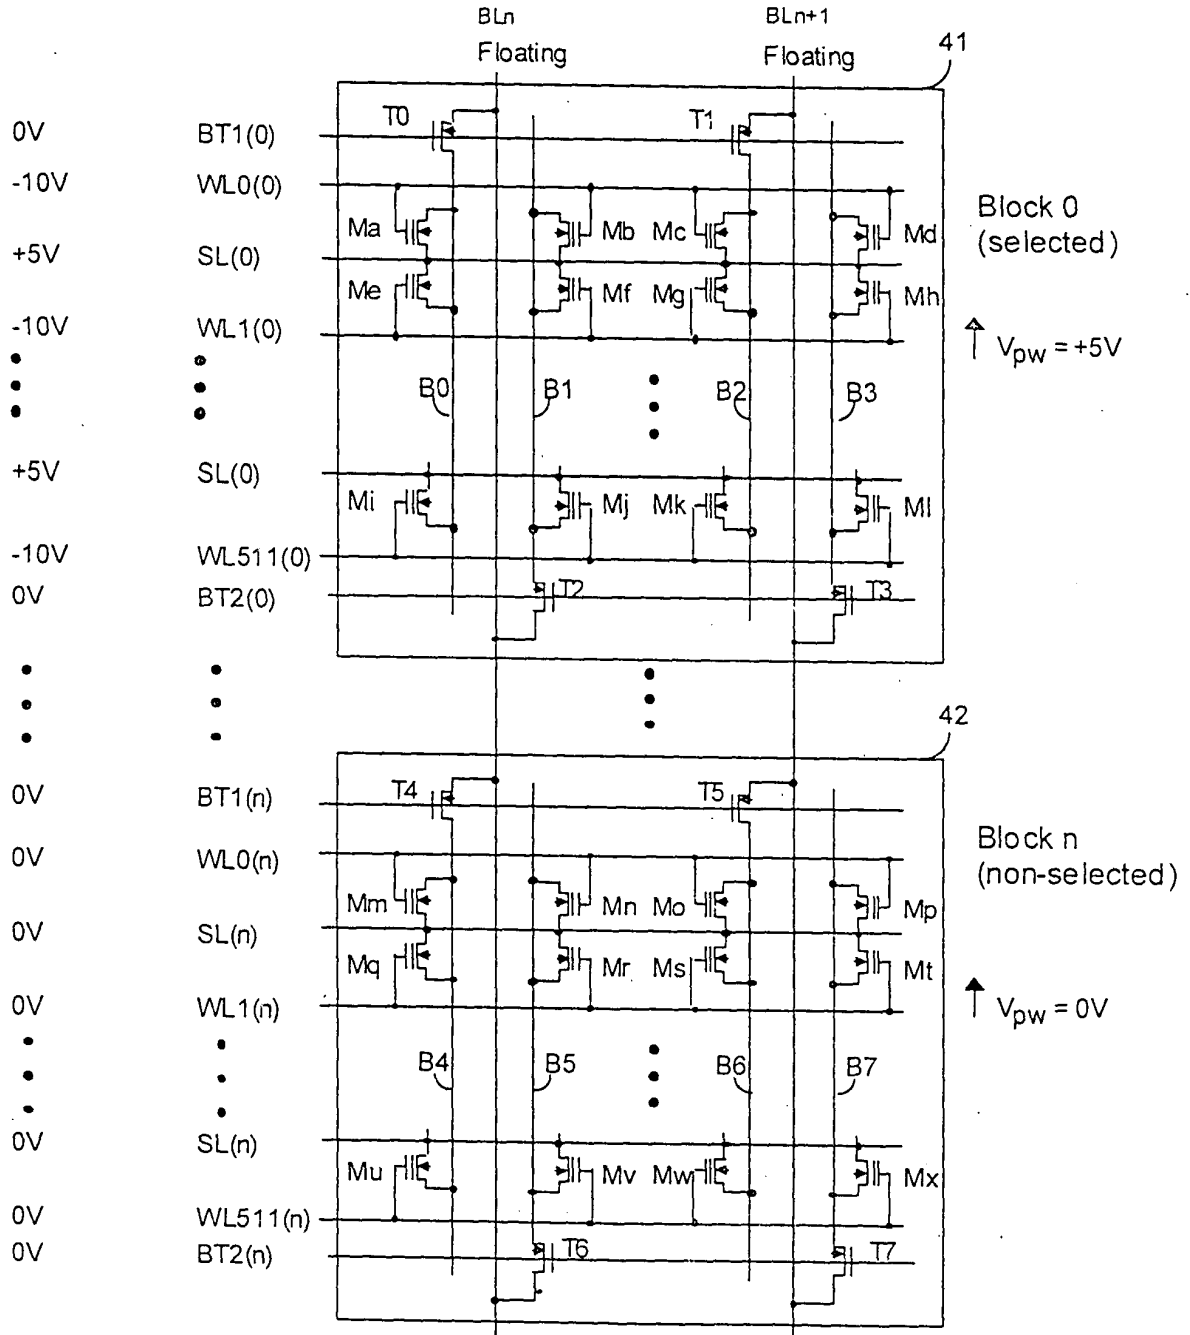 BLn BLn+1
Floating Floating
41
T0 T1
0V BT1(0)
-10V WL0(0)
Block 0
(selected)
Ma Mb Mc Md
+5V SL(0)
Me Mf Mg Mh
-10V WL1(0)
Vpw = +5V
B0 B1 B2 B3
+5V SL(0)
Mi Mj Mk Ml
-10V WL511(0)
0V BT2(0) T2 T3
42
T4 T5
0V BT1(n)
Block n
(non-selected)
0V WL0(n)
Mm Mn Mo Mp
0V SL(n)
Mq Mr Ms Mt
0V WL1(n)
Vpw = 0V
B4 B5 B6 B7
0V SL(n)
Mu Mv Mw Mx
0V WL511(n)
0V BT2(n) T6 T7